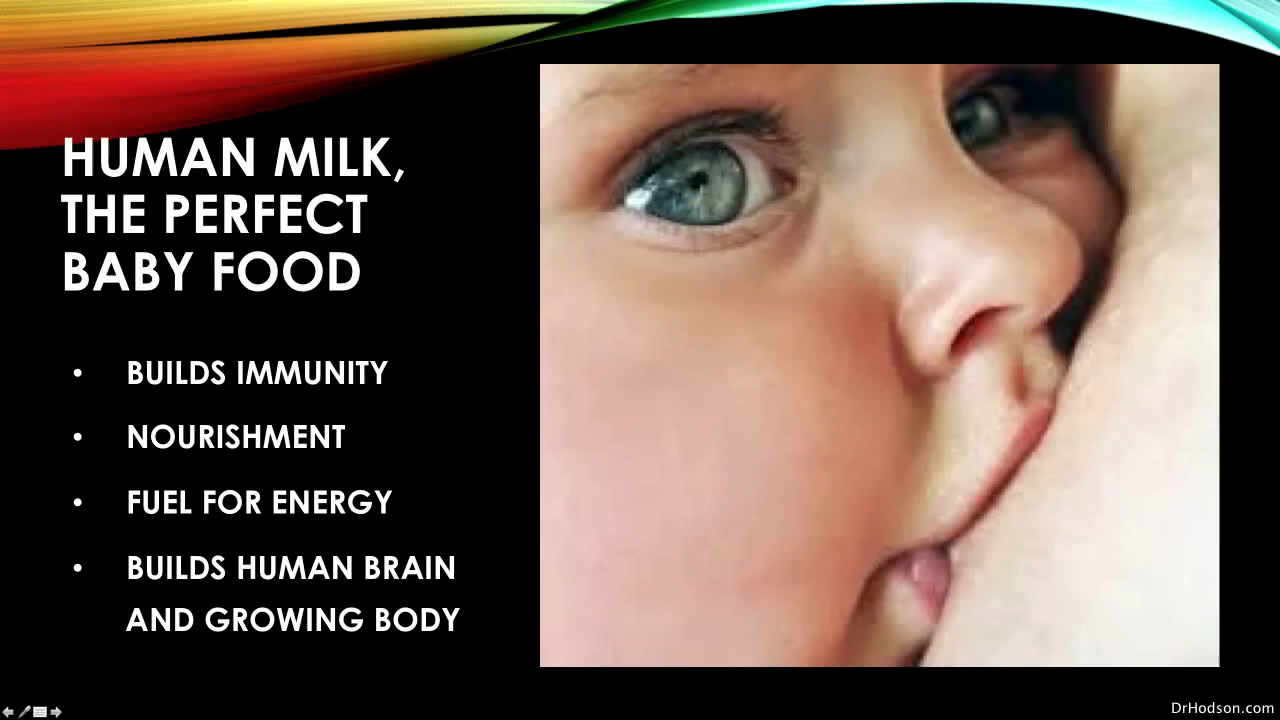 HUMAN MILK,
THE PERFECT
BABY FOOD
• BUILDS IMMUNITY
• NOURISHMENT
• FUEL FOR ENERGY
• BUILDS HUMAN BRAIN
AND GROWING BODY
DrHodson.com